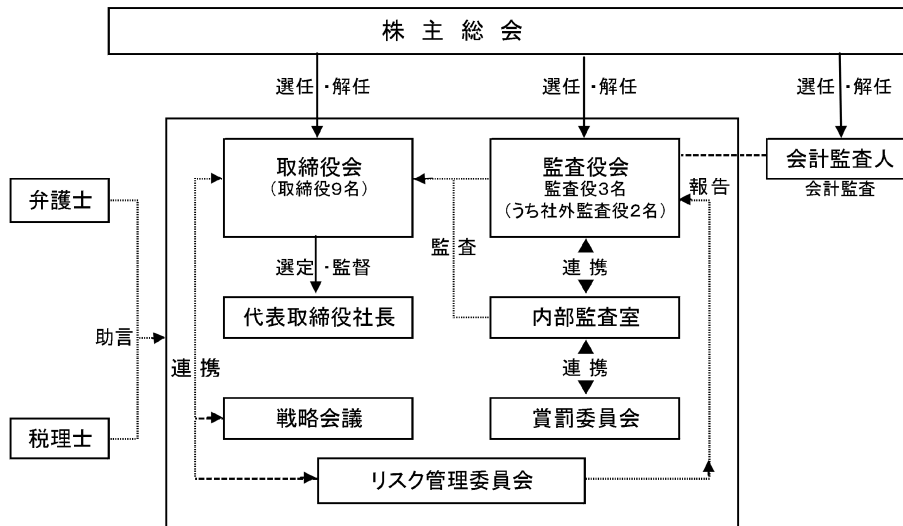 株主総会
選任・解任
選任・解任
選任・解任
取締役会
(取締役9名)
監査役会
監査役3名
(うち社外監査役2名)
会計監査人
会計監査
報告
弁護士
監査
選定・監督
連携
代表取締役社長
内部監査室
助言
連携
連携
戦略会議
賞罰委員会
税理士
リスク管理委員会